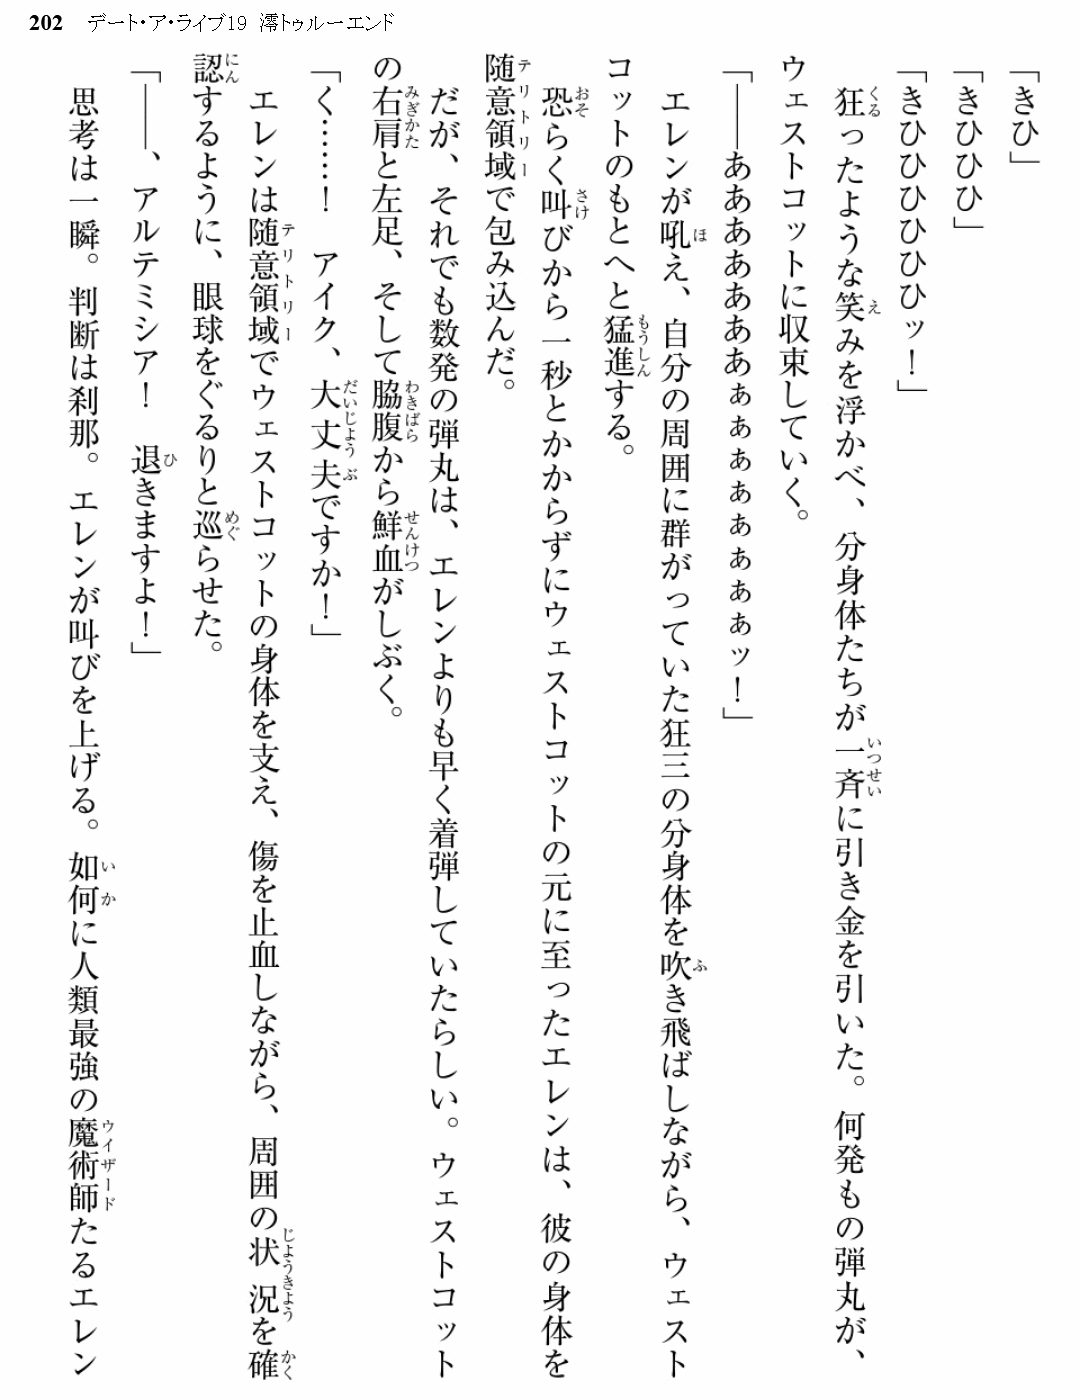 202 デート・ア・ライブ19 澪トゥルーエンド
「きひ」
「きひひひ」
「きひひひひひひひッ！」
狂ったような笑みを浮かべ、分身体たちが一斉に引き金を引いた。何発もの弾丸が、
ウェストコットに収束していく。
「――ああああああああぁぁぁぁぁぁぁぁッ！」
エレンが吼え、自分の周囲に群がっていた狂三の分身体を吹き飛ばしながら、ウェスト
コットのもとへと猛進する。
恐らく叫びから一秒とかからずにウェストコットの元に至ったエレンは、彼の身体を
随意領域で包み込んだ。
だが、それでも数発の弾丸は、エレンよりも早く着弾していたらしい。ウェストコット
の右肩と左足、そして脇腹から鮮血がしぶく。
「く……！　アイク、大丈夫ですか！」
エレンは随意領域でウェストコットの身体を支え、傷を止血しながら、周囲の状況を確
認するように、眼球をぐるりと巡らせた。
「――、アルテミシア！　退きますよ！」
思考は一瞬。判断は刹那。エレンが叫びを上げる。如何に人類最強の魔術師たるエレン